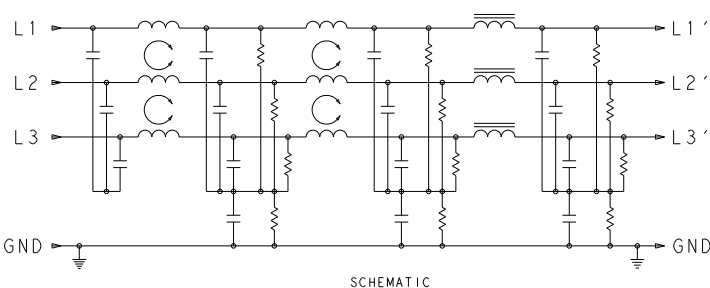 L1 L1′
L2 L2′
L3 L3′
GND GND
SCHEMATIC